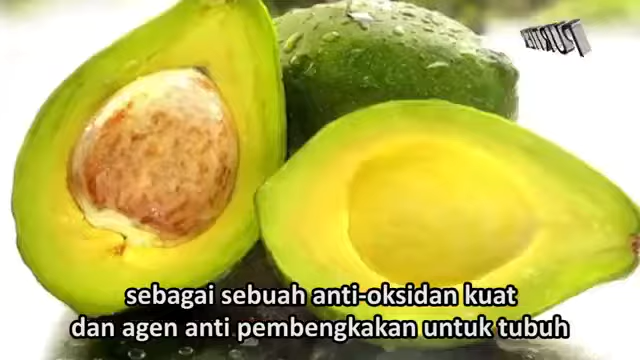 sebagai sebuah anti-oksidan kuat
dan agen anti pembengkakan untuk tubuh